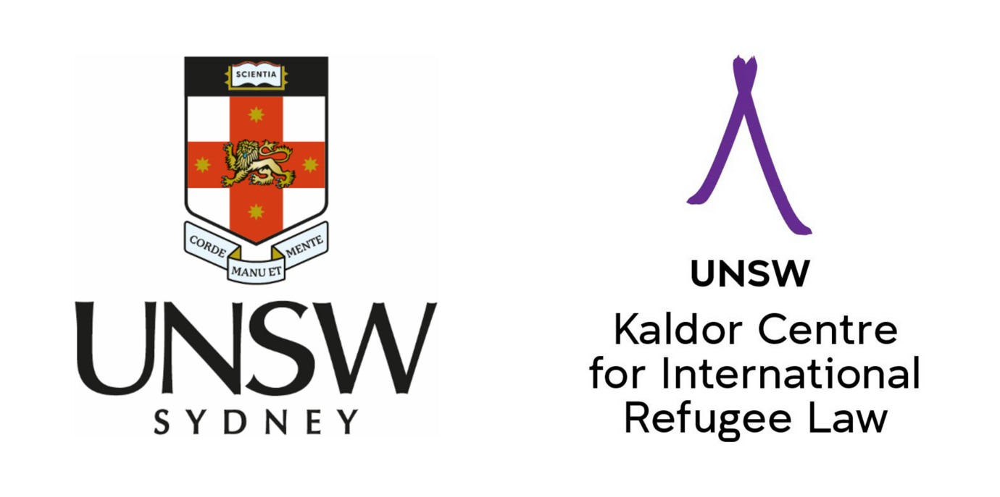 SCIENTIA
CORDE
MANU ET
MENTE
UNSW
SYDNEY
UNSW
Kaldor Centre
for International
Refugee Law